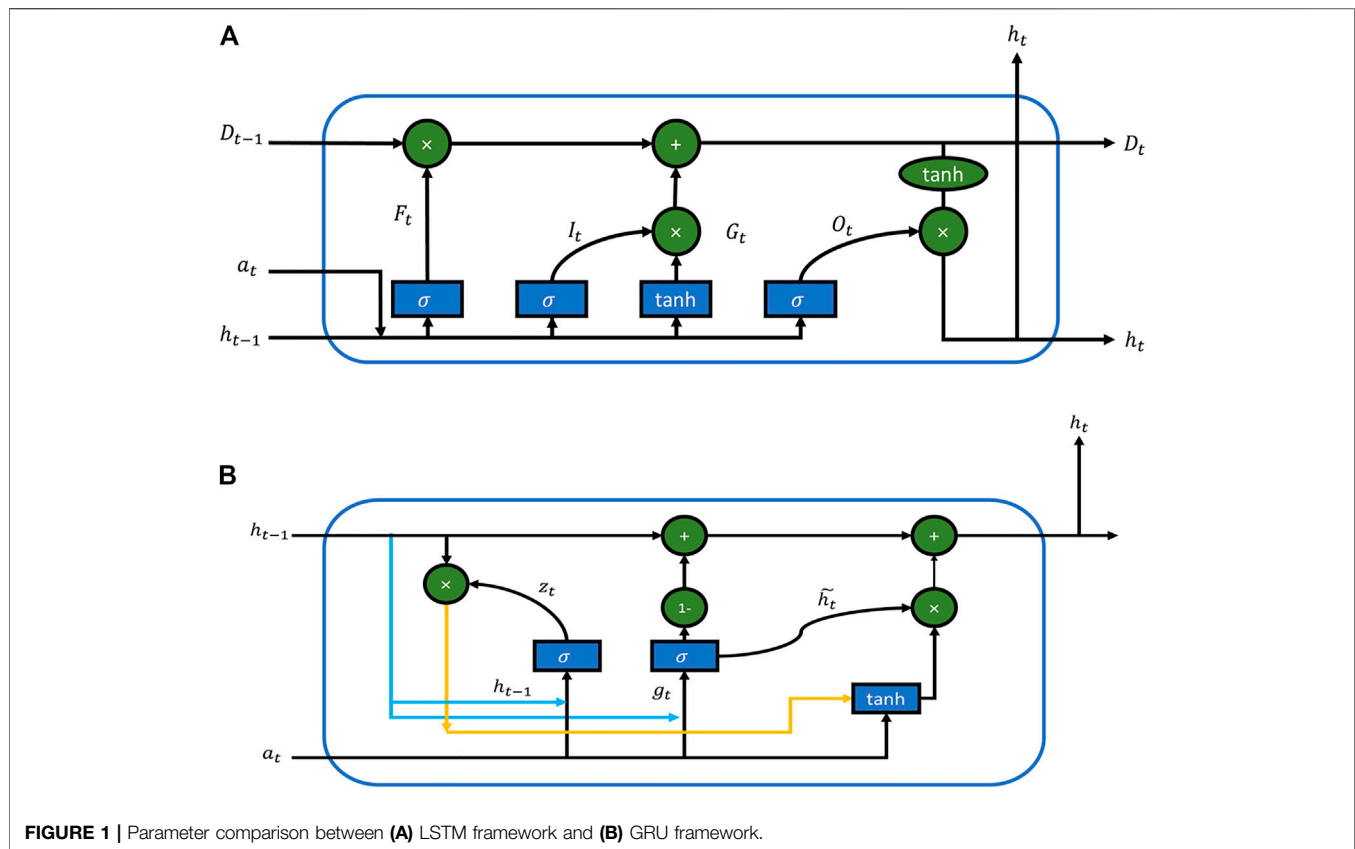 A
h_t
D_{t−1}
×
+
D_t
tanh
F_t
I_t
×
G_t
O_t
×
a_t
σ
σ
tanh
σ
h_{t−1}
h_t
B
h_t
h_{t−1}
+
+
×
z_t
1-
h̃_t
×
σ
σ
h_{t−1}
g_t
tanh
a_t
FIGURE 1 | Parameter comparison between (A) LSTM framework and (B) GRU framework.